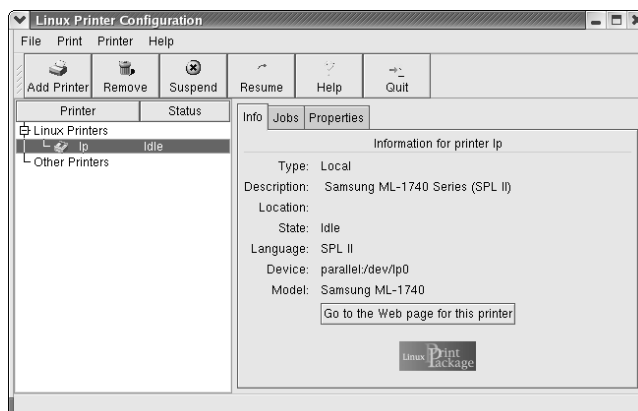 Linux Printer Configuration
File Print Printer Help
Add Printer Remove Suspend Resume Help Quit
Printer Status
Linux Printers
lp Idle
Other Printers
Info Jobs Properties
Information for printer lp
Type: Local
Description: Samsung ML-1740 Series (SPL II)
Location:
State: Idle
Language: SPL II
Device: parallel:/dev/lp0
Model: Samsung ML-1740
Go to the Web page for this printer
Linux Print Package